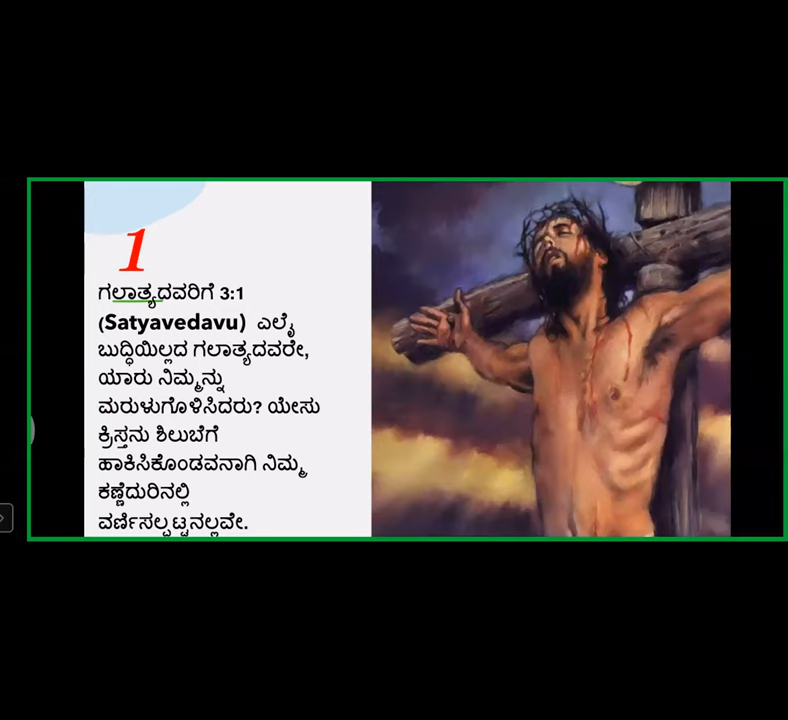 1
ಗಲಾತ್ಯದವರಿಗೆ 3:1
(Satyavedavu) ಎಲೈ
ಬುದ್ಧಿಯಿಲ್ಲದ ಗಲಾತ್ಯದವರೇ,
ಯಾರು ನಿಮ್ಮನ್ನು
ಮರುಳುಗೊಳಿಸಿದರು? ಯೇಸು
ಕ್ರಿಸ್ತನು ಶಿಲುಬೆಗೆ
ಹಾಕಿಸಿಕೊಂಡವನಾಗಿ ನಿಮ್ಮ
ಕಣ್ಣೆದುರಿನಲ್ಲಿ
ವರ್ಣಿಸಲ್ಪಟ್ಟನಲ್ಲವೇ.